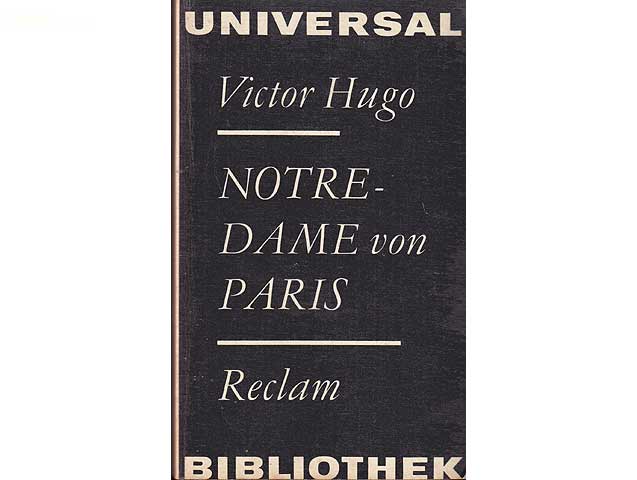 UNIVERSAL
Victor Hugo
NOTRE-
DAME von
PARIS
Reclam
BIBLIOTHEK